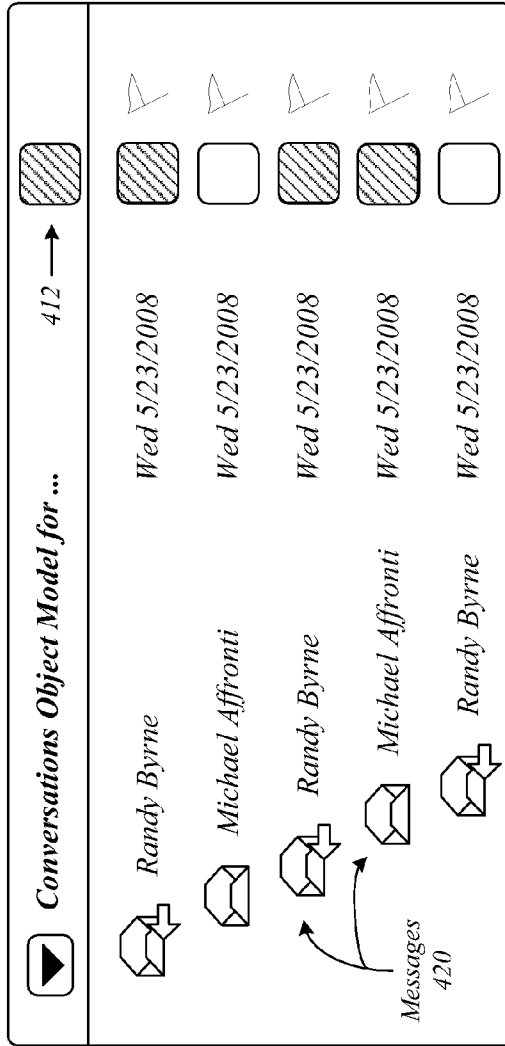 Conversations Object Model for ... 412
Randy Byrne Wed 5/23/2008
Michael Affronti Wed 5/23/2008
Randy Byrne Wed 5/23/2008
Michael Affronti Wed 5/23/2008
Randy Byrne Wed 5/23/2008
Messages
420